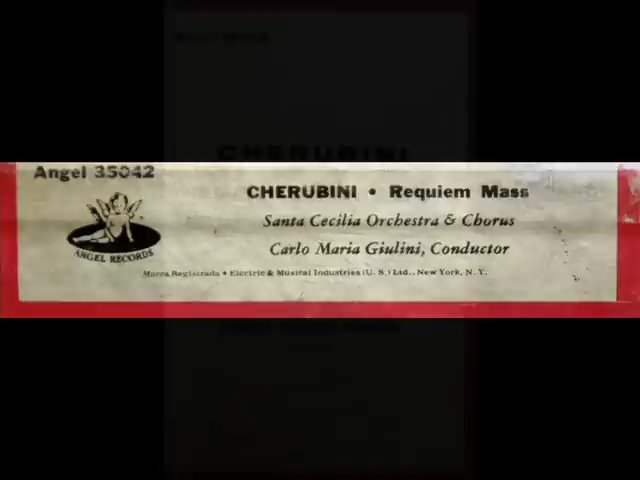 Angel 35042
CHERUBINI • Requiem Mass
Santa Cecilia Orchestra & Chorus
ANGEL RECORDS
Carlo Maria Giulini, Conductor
Marca Registrada • Electric & Musical Industries (U. S.) Ltd., New York, N. Y.
CHERUBINI